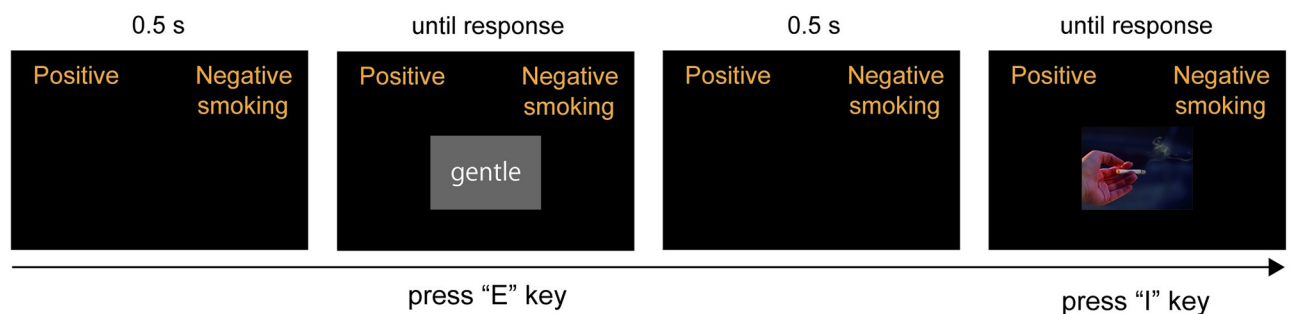 0.5 s
until response
0.5 s
until response
Positive
Negative
smoking
Positive
Negative
smoking
gentle
Positive
Negative
smoking
Positive
Negative
smoking
press “E” key
press “I” key